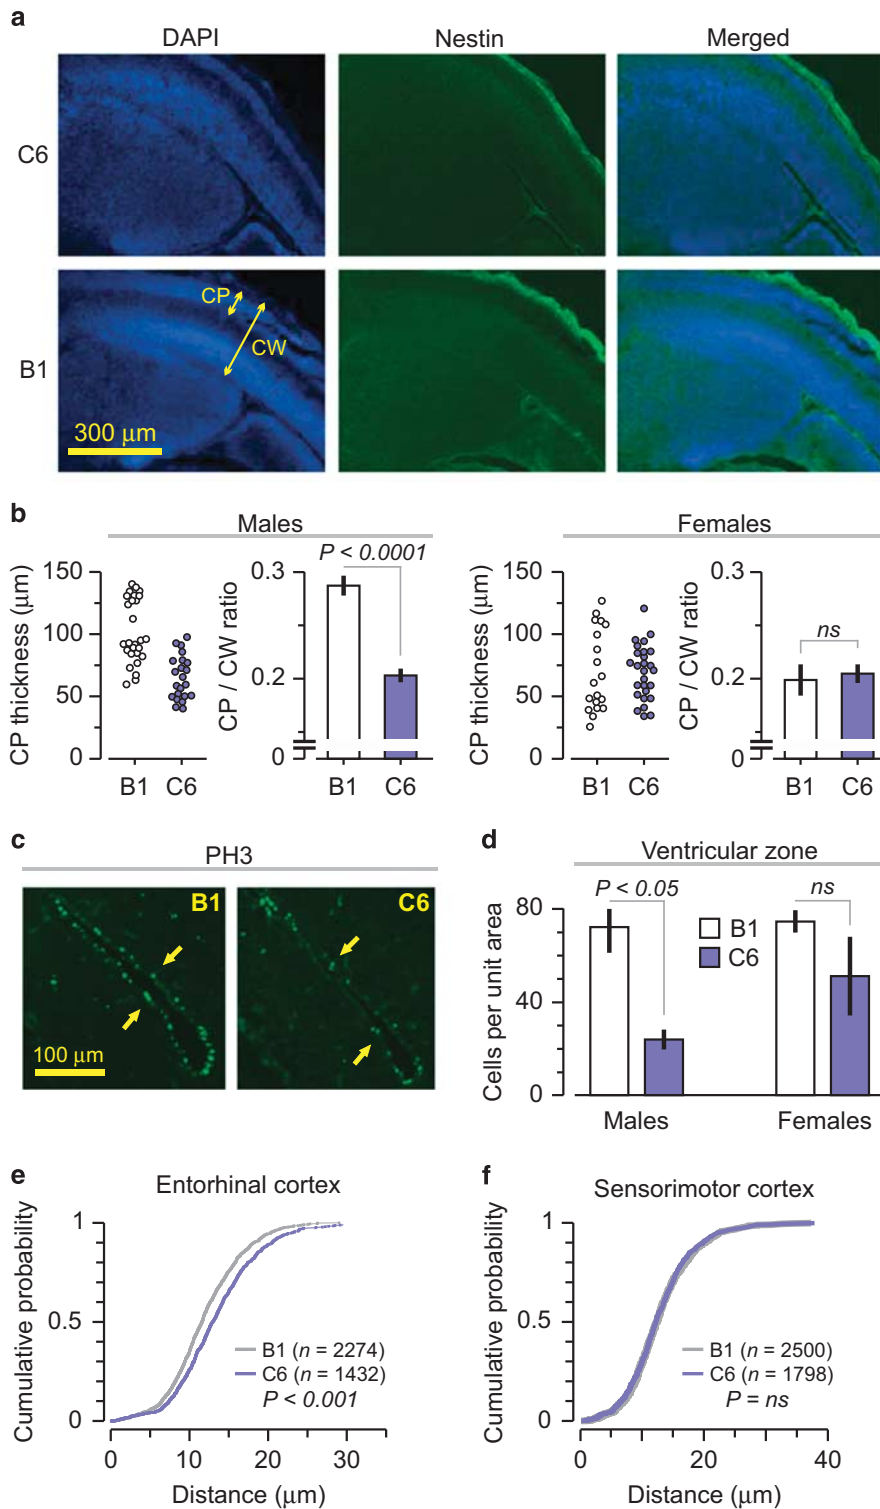 a
DAPI Nestin Merged
C6
CP
CW
B1
300 μm
b
Males Females
P < 0.0001
ns
CP thickness (μm)
150
100
50
0
B1 C6
CP / CW ratio
0.3
0.2
0
B1 C6
CP thickness (μm)
150
100
50
0
B1 C6
CP / CW ratio
0.3
0.2
0
B1 C6
c
PH3
B1 C6
100 μm
d
Ventricular zone
P < 0.05 ns
B1
C6
Cells per unit area
80
40
0
Males Females
e
Entorhinal cortex
Cumulative probability
1
0.5
0
B1 (n = 2274)
C6 (n = 1432)
P < 0.001
0 10 20 30
Distance (μm)
f
Sensorimotor cortex
Cumulative probability
1
0.5
0
B1 (n = 2500)
C6 (n = 1798)
P = ns
0 20 40
Distance (μm)